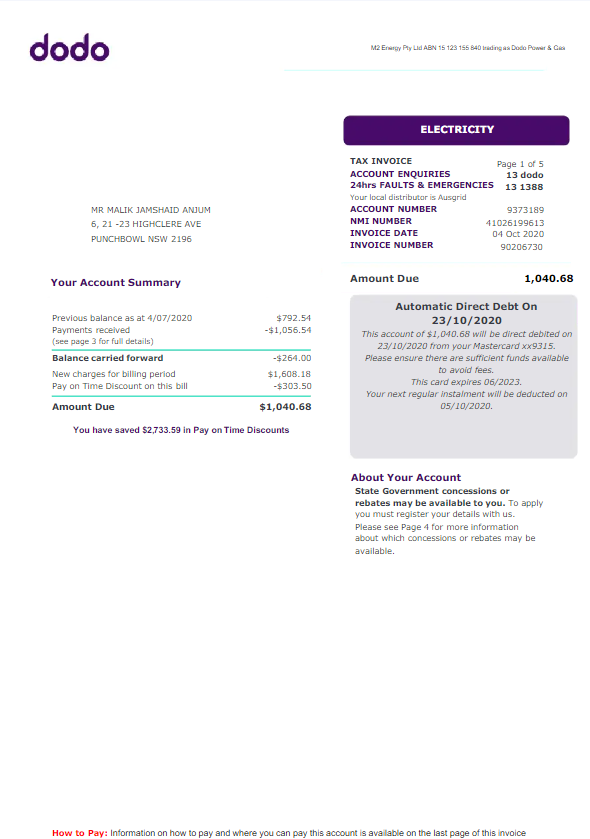 dodo
M2 Energy Pty Ltd ABN 15 123 155 840 trading as Dodo Power & Gas
ELECTRICITY
TAX INVOICE Page 1 of 5
ACCOUNT ENQUIRIES 13 dodo
24hrs FAULTS & EMERGENCIES 13 1388
Your local distributor is Ausgrid
ACCOUNT NUMBER 9373189
NMI NUMBER 41026199613
INVOICE DATE 04 Oct 2020
INVOICE NUMBER 90206730
MR MALIK JAMSHAID ANJUM
6, 21 -23 HIGHCLERE AVE
PUNCHBOWL NSW 2196
Your Account Summary
Previous balance as at 4/07/2020 $792.54
Payments received -$1,056.54
(see page 3 for full details)
Balance carried forward -$264.00
New charges for billing period $1,608.18
Pay on Time Discount on this bill -$303.50
Amount Due $1,040.68
You have saved $2,733.59 in Pay on Time Discounts
Amount Due 1,040.68
Automatic Direct Debt On
23/10/2020
This account of $1,040.68 will be direct debited on
23/10/2020 from your Mastercard xx9315.
Please ensure there are sufficient funds available
to avoid fees.
This card expires 06/2023.
Your next regular instalment will be deducted on
05/10/2020.
About Your Account
State Government concessions or
rebates may be available to you. To apply
you must register your details with us.
Please see Page 4 for more information
about which concessions or rebates may be
available.
How to Pay: Information on how to pay and where you can pay this account is available on the last page of this invoice